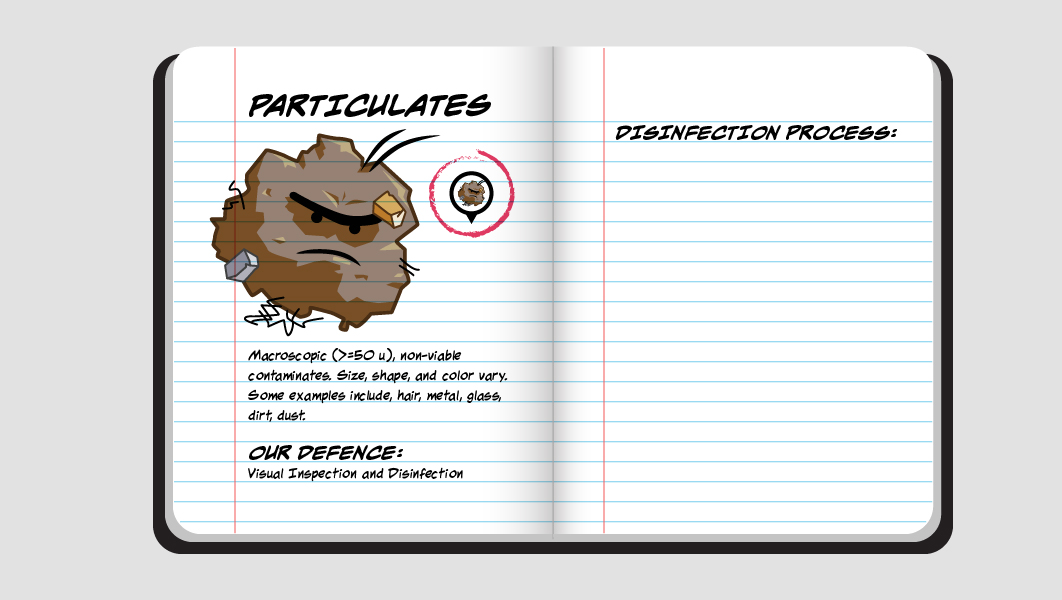 PARTICULATES
Macroscopic (>=50 u), non-viable
contaminates. Size, shape, and color vary.
Some examples include, hair, metal, glass,
dirt, dust.
OUR DEFENCE:
Visual Inspection and Disinfection
DISINFECTION PROCESS: